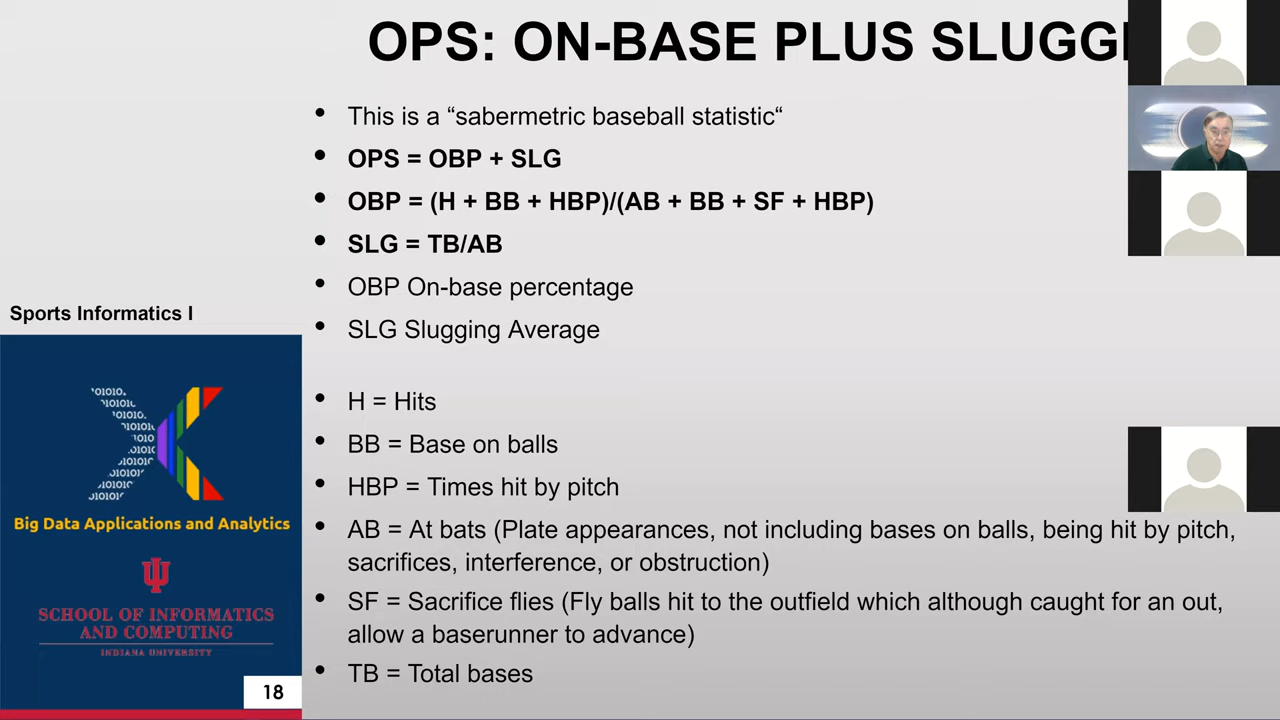 OPS: ON-BASE PLUS SLUGG
This is a “sabermetric baseball statistic“
OPS = OBP + SLG
OBP = (H + BB + HBP)/(AB + BB + SF + HBP)
SLG = TB/AB
OBP On-base percentage
SLG Slugging Average
H = Hits
BB = Base on balls
HBP = Times hit by pitch
AB = At bats (Plate appearances, not including bases on balls, being hit by pitch,
sacrifices, interference, or obstruction)
SF = Sacrifice flies (Fly balls hit to the outfield which although caught for an out,
allow a baserunner to advance)
TB = Total bases
Sports Informatics I
Big Data Applications and Analytics
SCHOOL OF INFORMATICS
AND COMPUTING
INDIANA UNIVERSITY
18